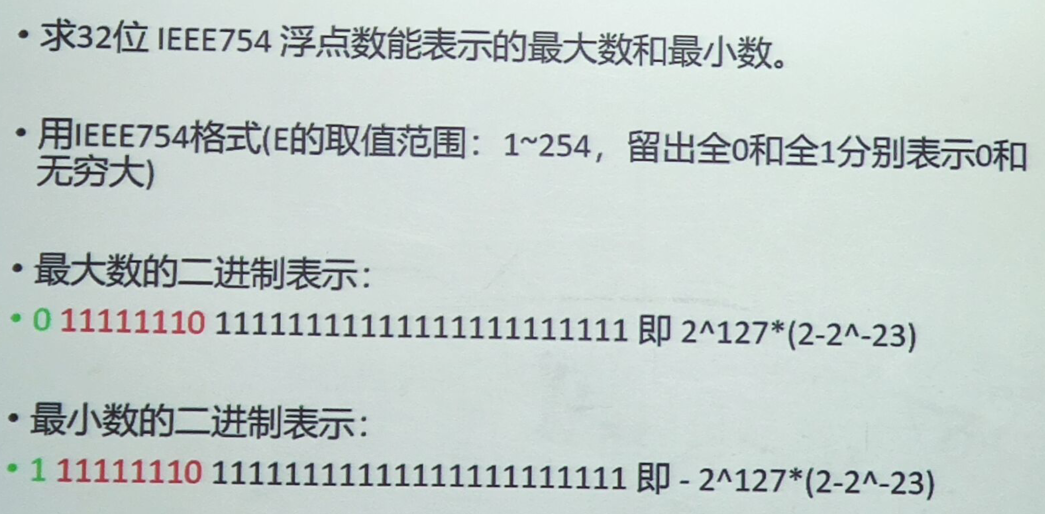 • 求32位 IEEE754 浮点数能表示的最大数和最小数。
• 用IEEE754格式(E的取值范围：1~254，留出全0和全1分别表示0和
无穷大)
• 最大数的二进制表示：
• 0 11111110 11111111111111111111111 即 2^127*(2-2^-23)
• 最小数的二进制表示：
• 1 11111110 11111111111111111111111 即 - 2^127*(2-2^-23)